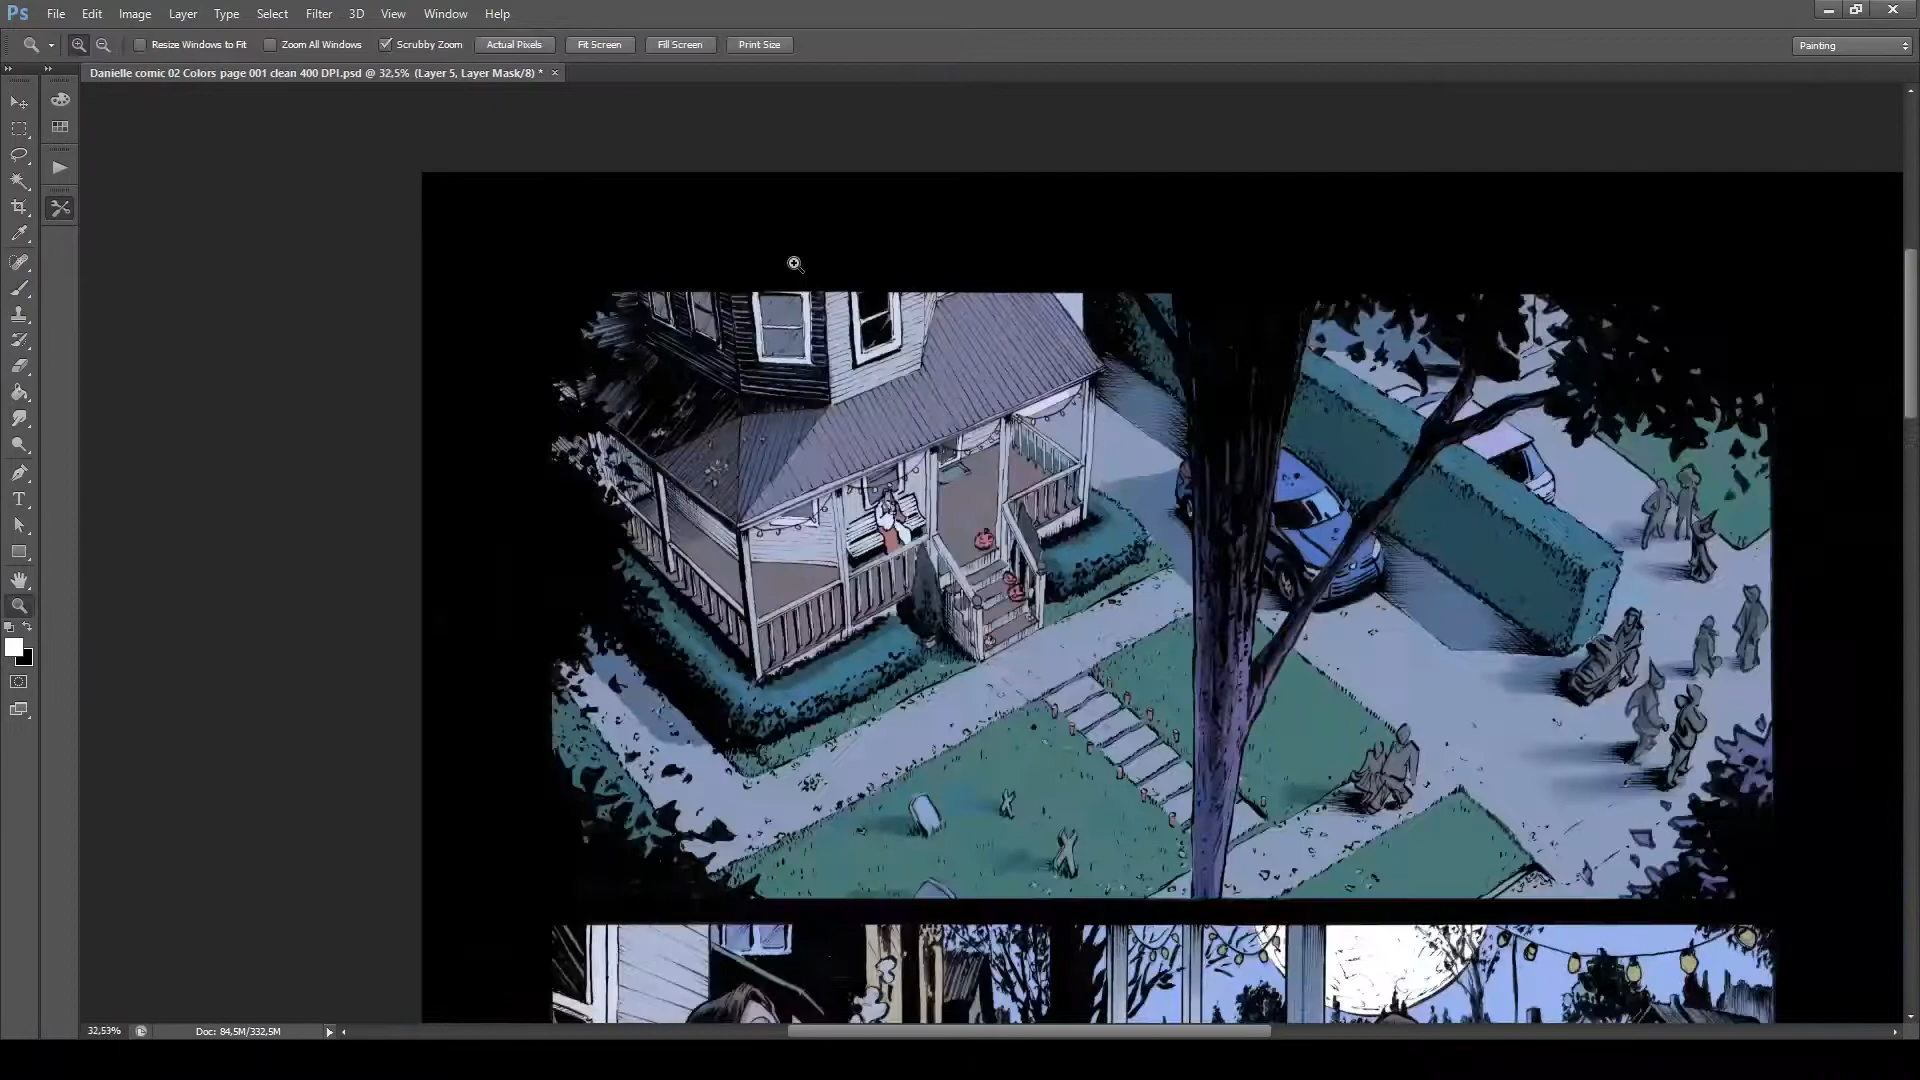 Ps File Edit Image Layer Type Select Filter 3D View Window Help
Resize Windows to Fit Zoom All Windows Scrubby Zoom Actual Pixels Fit Screen Fill Screen Print Size Painting
Danielle comic 02 Colors page 001 clean 400 DPI.psd @ 32,5% (Layer 5, Layer Mask/8) * ×
T
32,53% Doc: 84,5M/332,5M